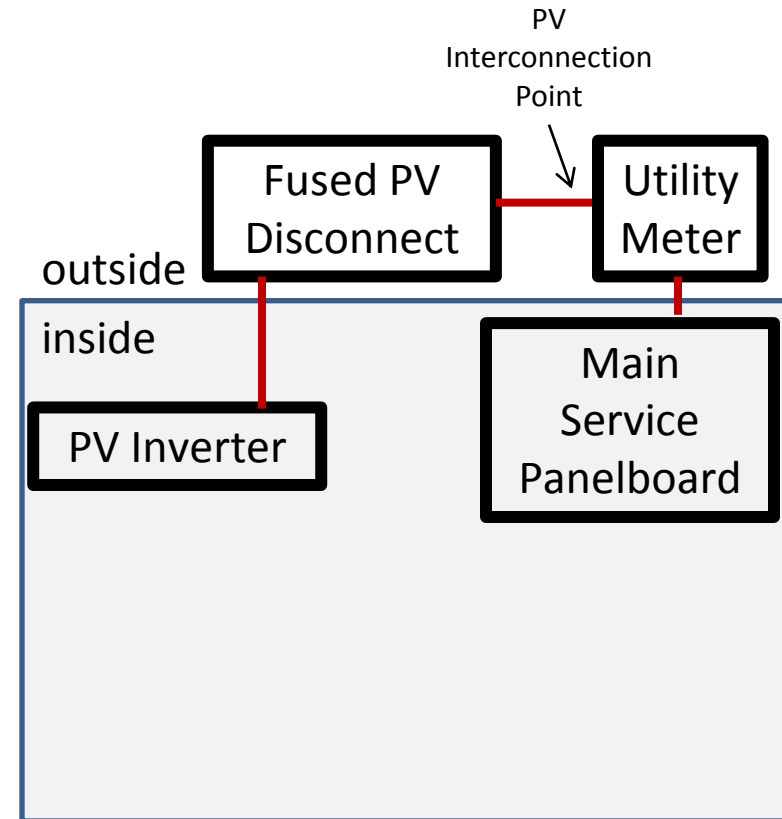 PV
Interconnection
Point
Fused PV
Disconnect
Utility
Meter
outside
inside
Main
Service
Panelboard
PV Inverter